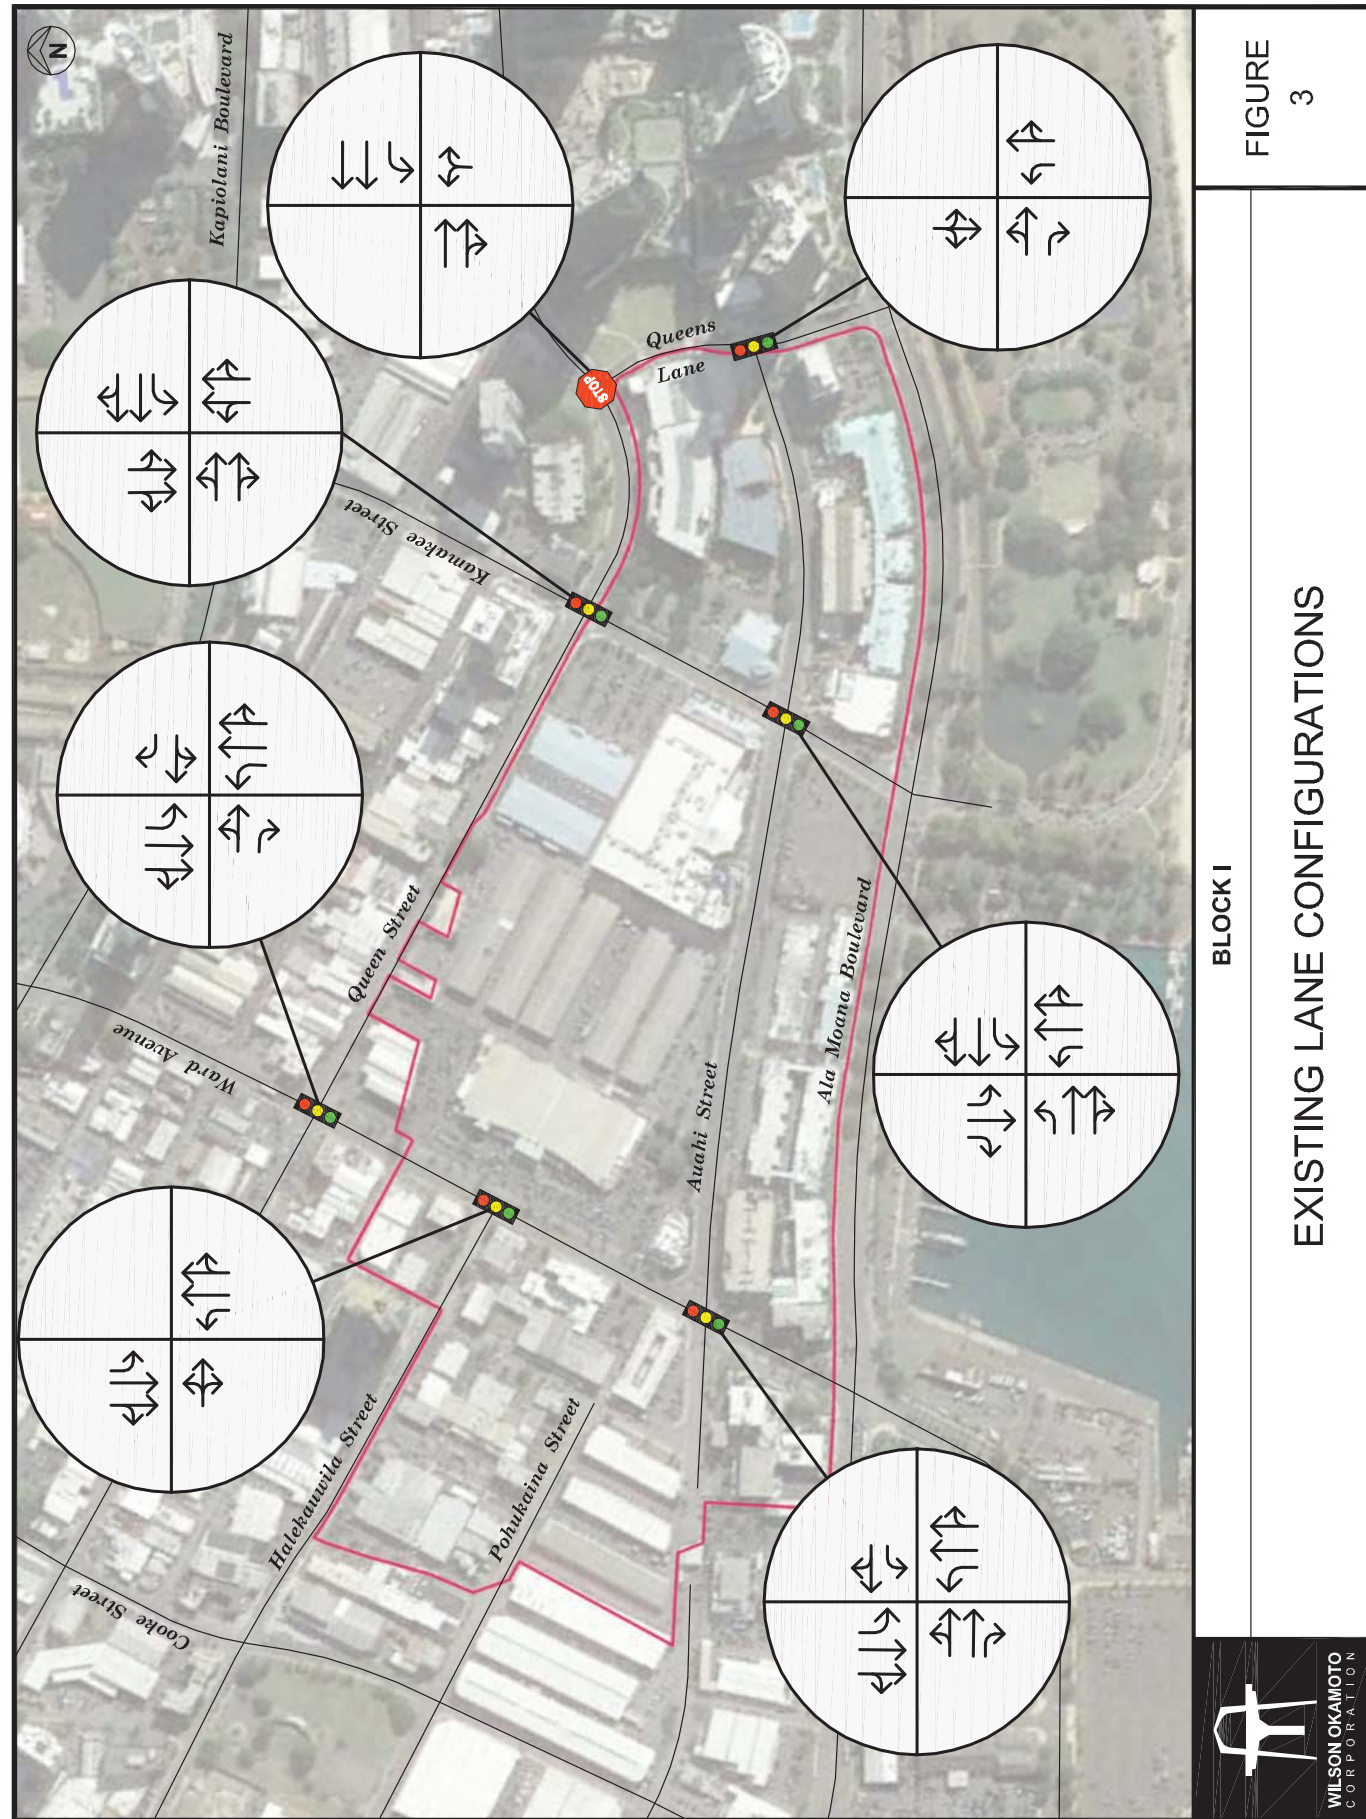 N
Kapiolani Boulevard
Queens
Lane
STOP
Kamakee Street
Ward Avenue
Queen Street
Ala Moana Boulevard
Auahi Street
Halekauwila Street
Pohukaina Street
Cooke Street
WILSON OKAMOTO
CORPORATION
BLOCK I
EXISTING LANE CONFIGURATIONS
FIGURE
3